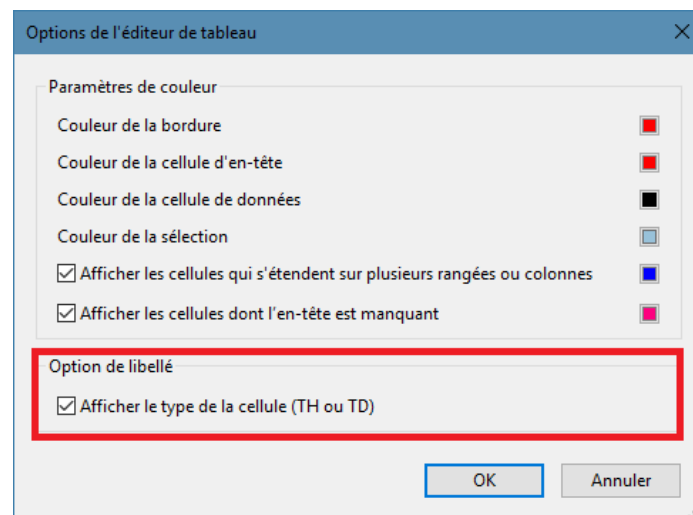 Options de l'éditeur de tableau
Paramètres de couleur
Couleur de la bordure
Couleur de la cellule d'en-tête
Couleur de la cellule de données
Couleur de la sélection
Afficher les cellules qui s'étendent sur plusieurs rangées ou colonnes
Afficher les cellules dont l'en-tête est manquant
Option de libellé
Afficher le type de la cellule (TH ou TD)
OK Annuler